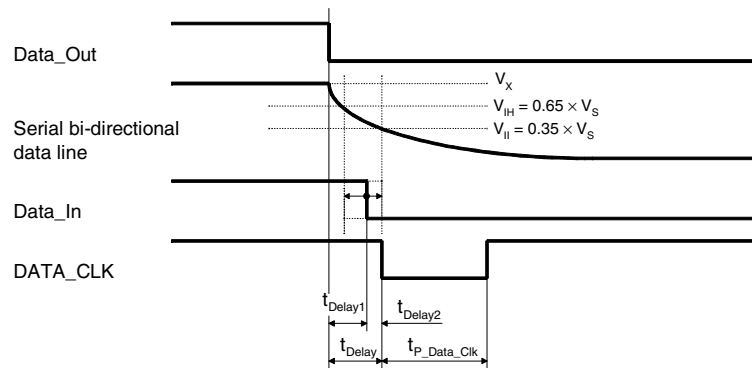 Data_Out
V_X
V_IH = 0.65 × V_S
Serial bi-directional
data line
V_Il = 0.35 × V_S
Data_In
DATA_CLK
t_Delay1
t_Delay2
t_Delay
t_P_Data_Clk